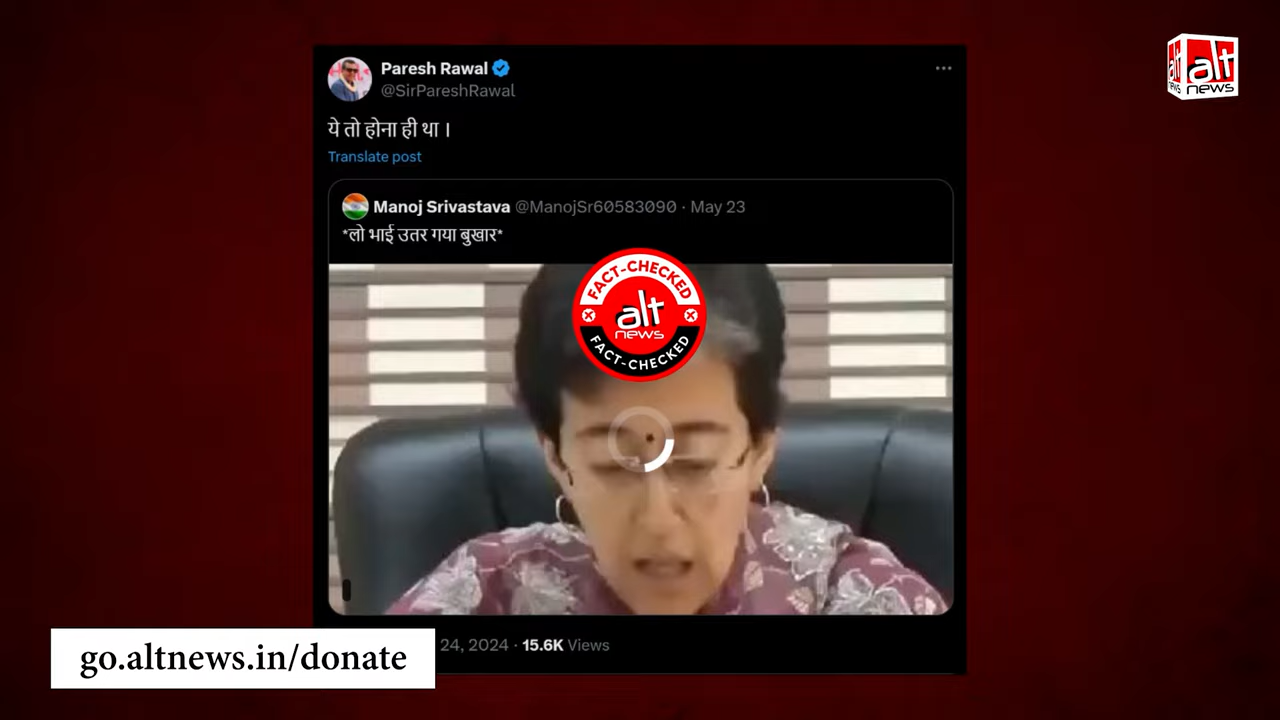 Paresh Rawal
@SirPareshRawal
ये तो होना ही था ।
Translate post
Manoj Srivastava @ManojSr60583090 · May 23
*लो भाई उतर गया बुखार*
FACT-CHECKED
alt
news
FACT-CHECKED
24, 2024 · 15.6K Views
go.altnews.in/donate
alt
alt
news